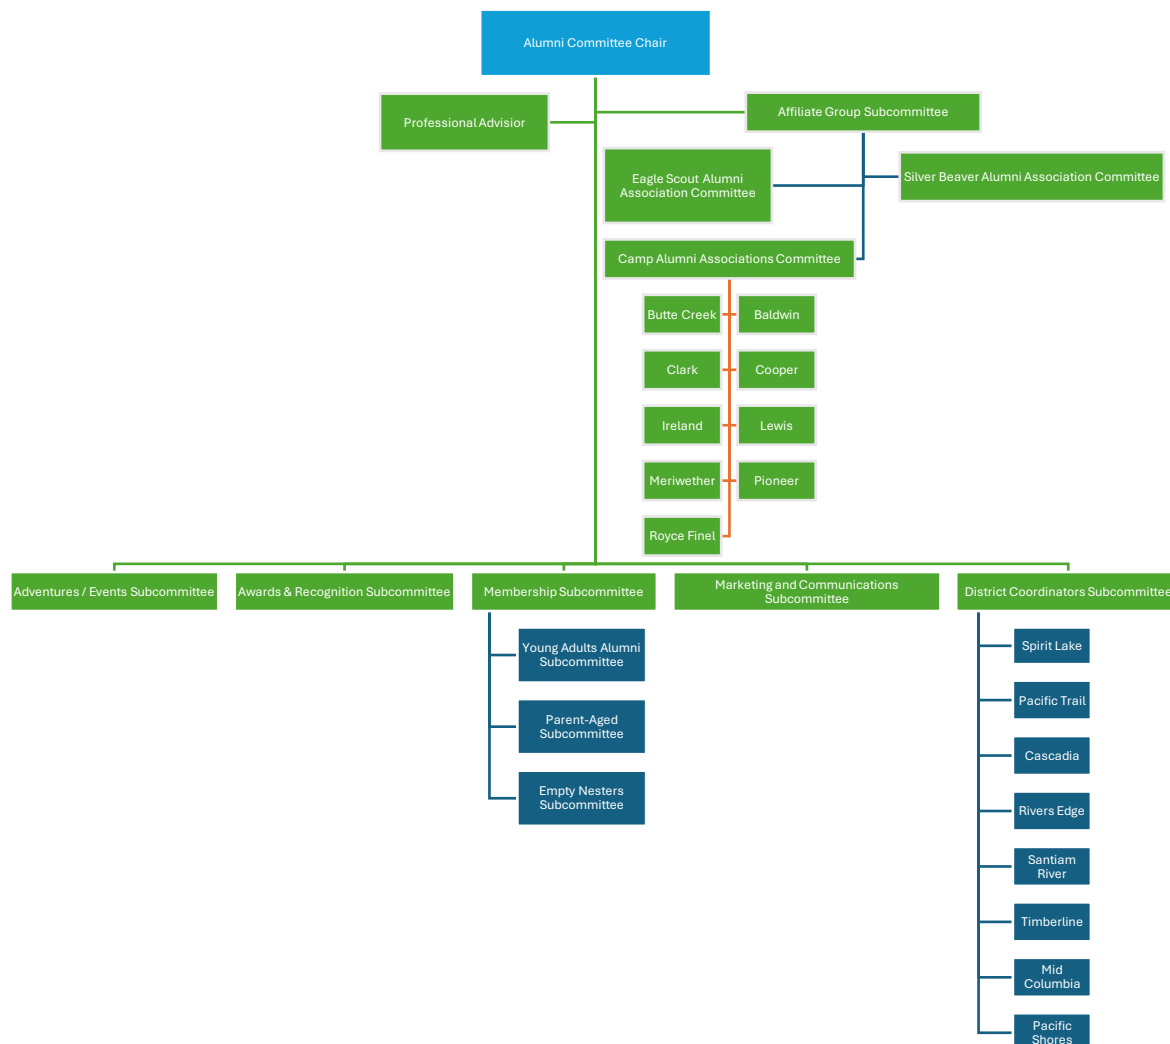 Alumni Committee Chair
Professional Advisior
Affiliate Group Subcommittee
Eagle Scout Alumni
Association Committee
Silver Beaver Alumni Association Committee
Camp Alumni Associations Committee
Butte Creek
Baldwin
Clark
Cooper
Ireland
Lewis
Meriwether
Pioneer
Royce Finel
Adventures / Events Subcommittee
Awards & Recognition Subcommittee
Membership Subcommittee
Marketing and Communications
Subcommittee
District Coordinators Subcommittee
Young Adults Alumni
Subcommittee
Parent-Aged
Subcommittee
Empty Nesters
Subcommittee
Spirit Lake
Pacific Trail
Cascadia
Rivers Edge
Santiam
River
Timberline
Mid
Columbia
Pacific
Shores